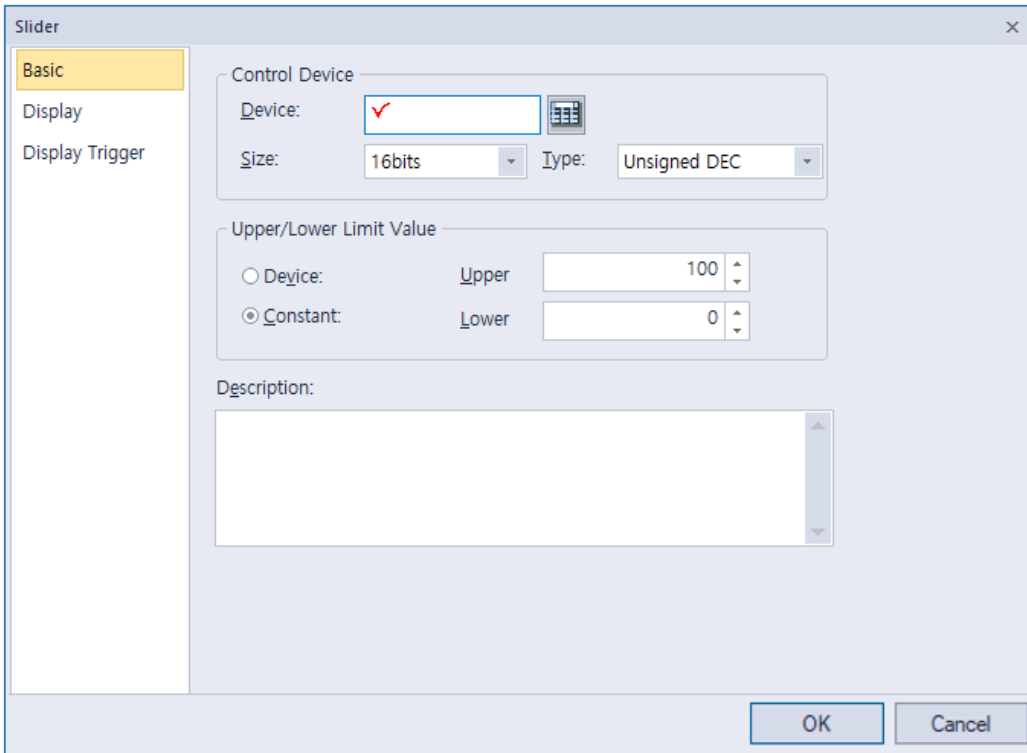 Slider
Basic
Display
Display Trigger
Control Device
Device:
Size: 16bits Type: Unsigned DEC
Upper/Lower Limit Value
Device: Upper 100
Constant: Lower 0
Description:
OK Cancel